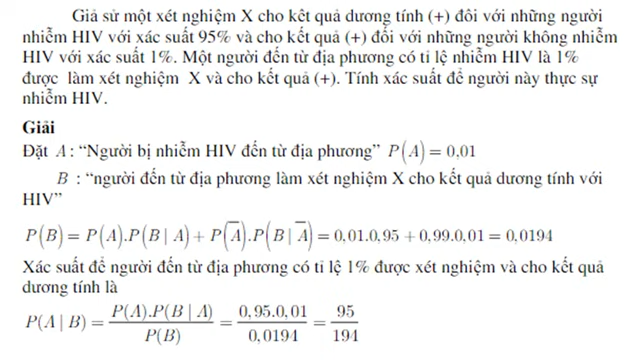 Giả sử một xét nghiệm X cho kết quả dương tính (+) đối với những người
nhiễm HIV với xác suất 95% và cho kết quả (+) đối với những người không nhiễm
HIV với xác suất 1%. Một người đến từ địa phương có tỉ lệ nhiễm HIV là 1%
được làm xét nghiệm X và cho kết quả (+). Tính xác suất để người này thực sự
nhiễm HIV.
Giải
Đặt A : “Người bị nhiễm HIV đến từ địa phương” P(A) = 0,01
B : “người đến từ địa phương làm xét nghiệm X cho kết quả dương tính với
HIV”
P(B) = P(A).P(B | A) + P(A̅).P(B | A̅) = 0,01.0,95 + 0,99.0,01 = 0,0194
Xác suất để người đến từ địa phương có tỉ lệ 1% được xét nghiệm và cho kết quả
dương tính là
P(A | B) = P(A).P(B | A) / P(B) = 0,95.0,01 / 0,0194 = 95 / 194